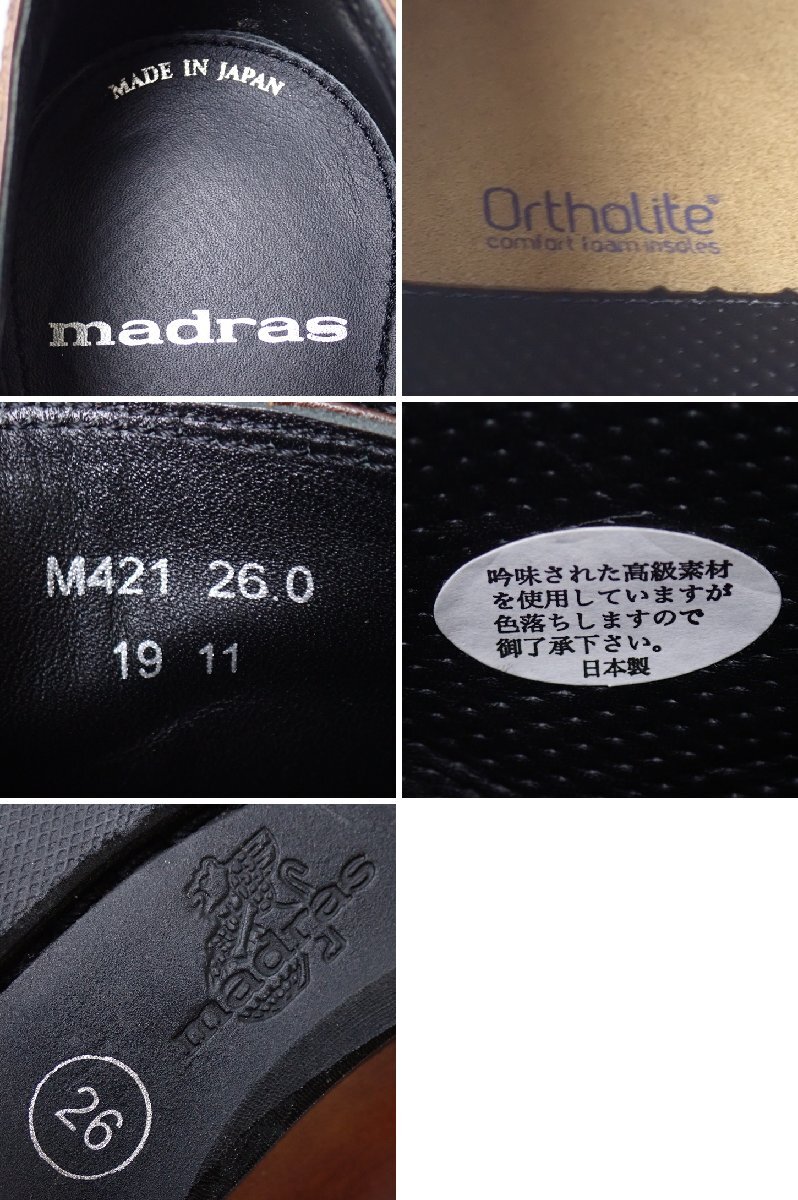 MADE IN JAPAN
madras
Ortholite
comfort foam insoles
M421 26.0
19 11
吟味された高級素材
を使用していますが
色落ちしますので
御了承下さい。
日本製
madras
26